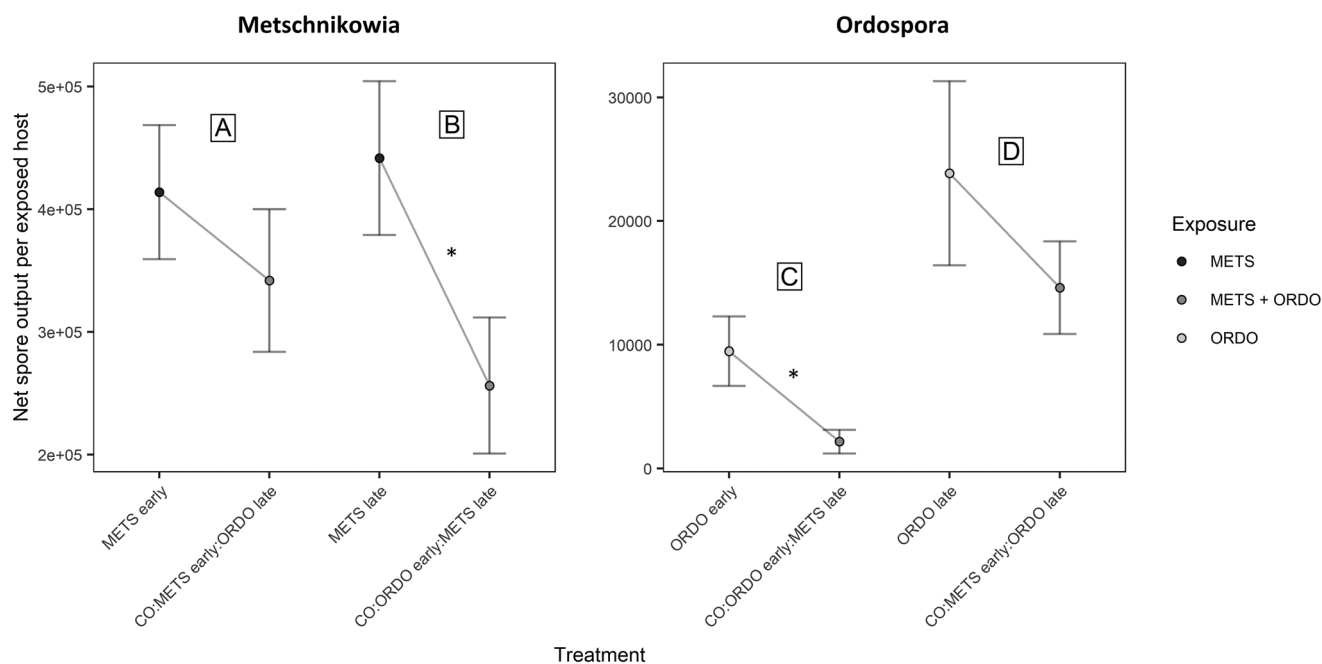 Metschnikowia
Ordospora
Net spore output per exposed host
5e+05
4e+05
3e+05
2e+05
A
B
*
METS early
CO:METS early:ORDO late
METS late
CO:ORDO early:METS late
30000
20000
10000
0
C
*
D
ORDO early
CO:ORDO early:METS late
ORDO late
CO:METS early:ORDO late
Treatment
Exposure
METS
METS + ORDO
ORDO